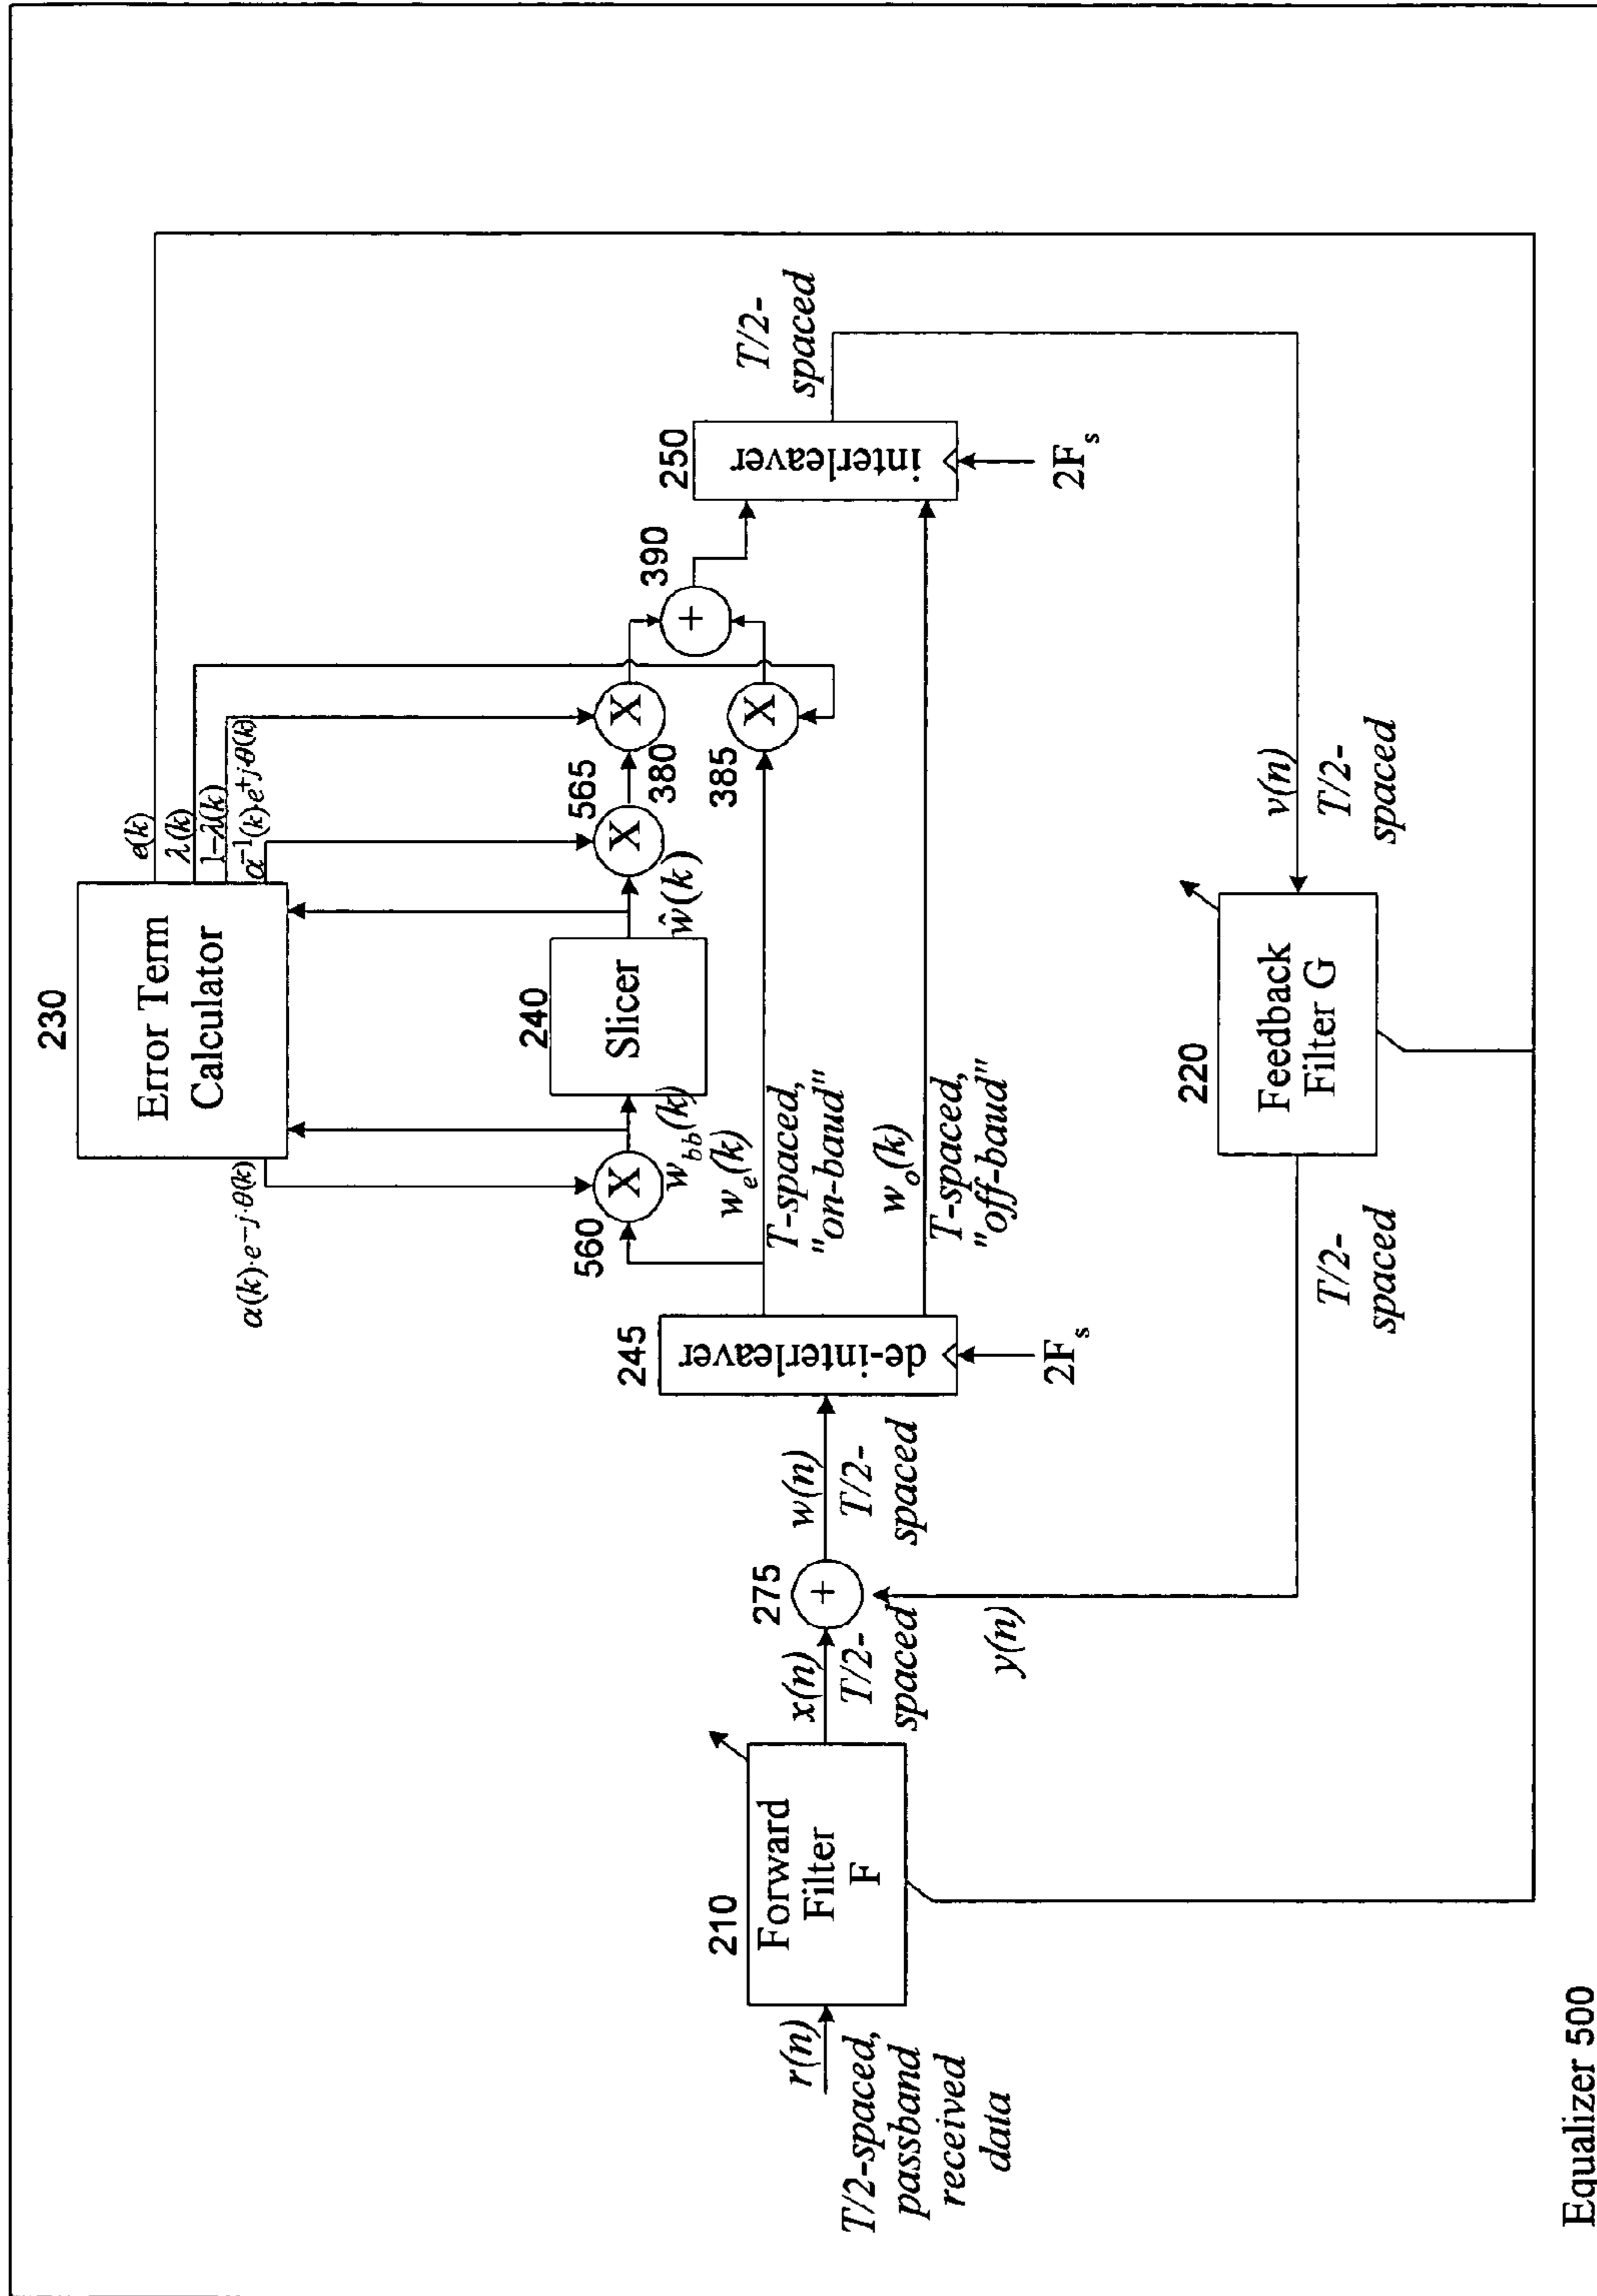 230
Error Term
Calculator
e(k)
λ(k)
1−λ(k)
α⁻¹(k)·e⁺ʲ·θ(k)
α(k)·e⁻ʲ·θ(k)
560
X
w_bb(k)
240
Slicer
ŵ(k)
565
X
380
X
385
X
390
+
w_e(k)
T-spaced,
"on-baud"
w_o(k)
T-spaced,
"off-baud"
250
interleaver
2F_s
T/2-
spaced
245
de-interleaver
2F_s
210
Forward
Filter
F
r(n)
T/2-spaced,
passband
received
data
x(n)
T/2-
spaced
275
+
w(n)
T/2-
spaced
y(n)
220
Feedback
Filter G
v(n)
T/2-
spaced
T/2-
spaced
Equalizer 500